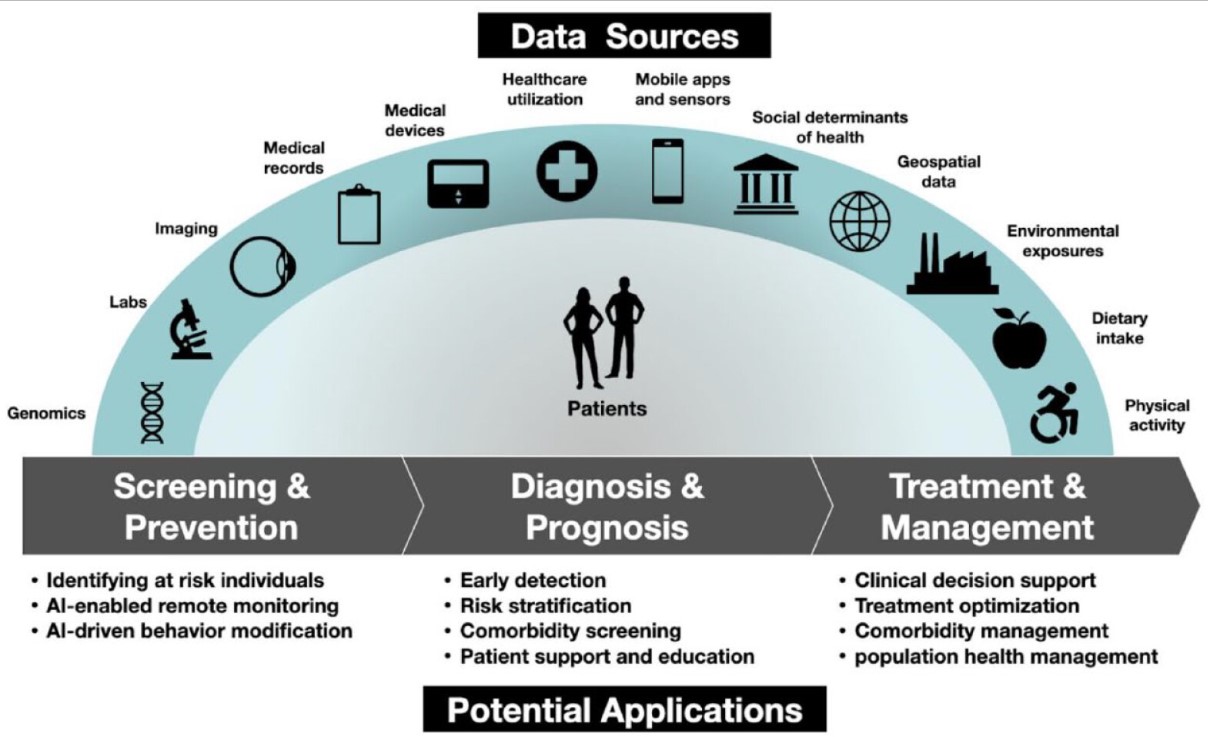 Data Sources
Healthcare
utilization
Mobile apps
and sensors
Medical
devices
Social determinants
of health
Medical
records
Geospatial
data
Imaging
Environmental
exposures
Labs
Dietary
intake
Genomics
Physical
activity
Patients
Screening &
Prevention
Diagnosis &
Prognosis
Treatment &
Management
• Identifying at risk individuals
• AI-enabled remote monitoring
• AI-driven behavior modification
• Early detection
• Risk stratification
• Comorbidity screening
• Patient support and education
• Clinical decision support
• Treatment optimization
• Comorbidity management
• population health management
Potential Applications